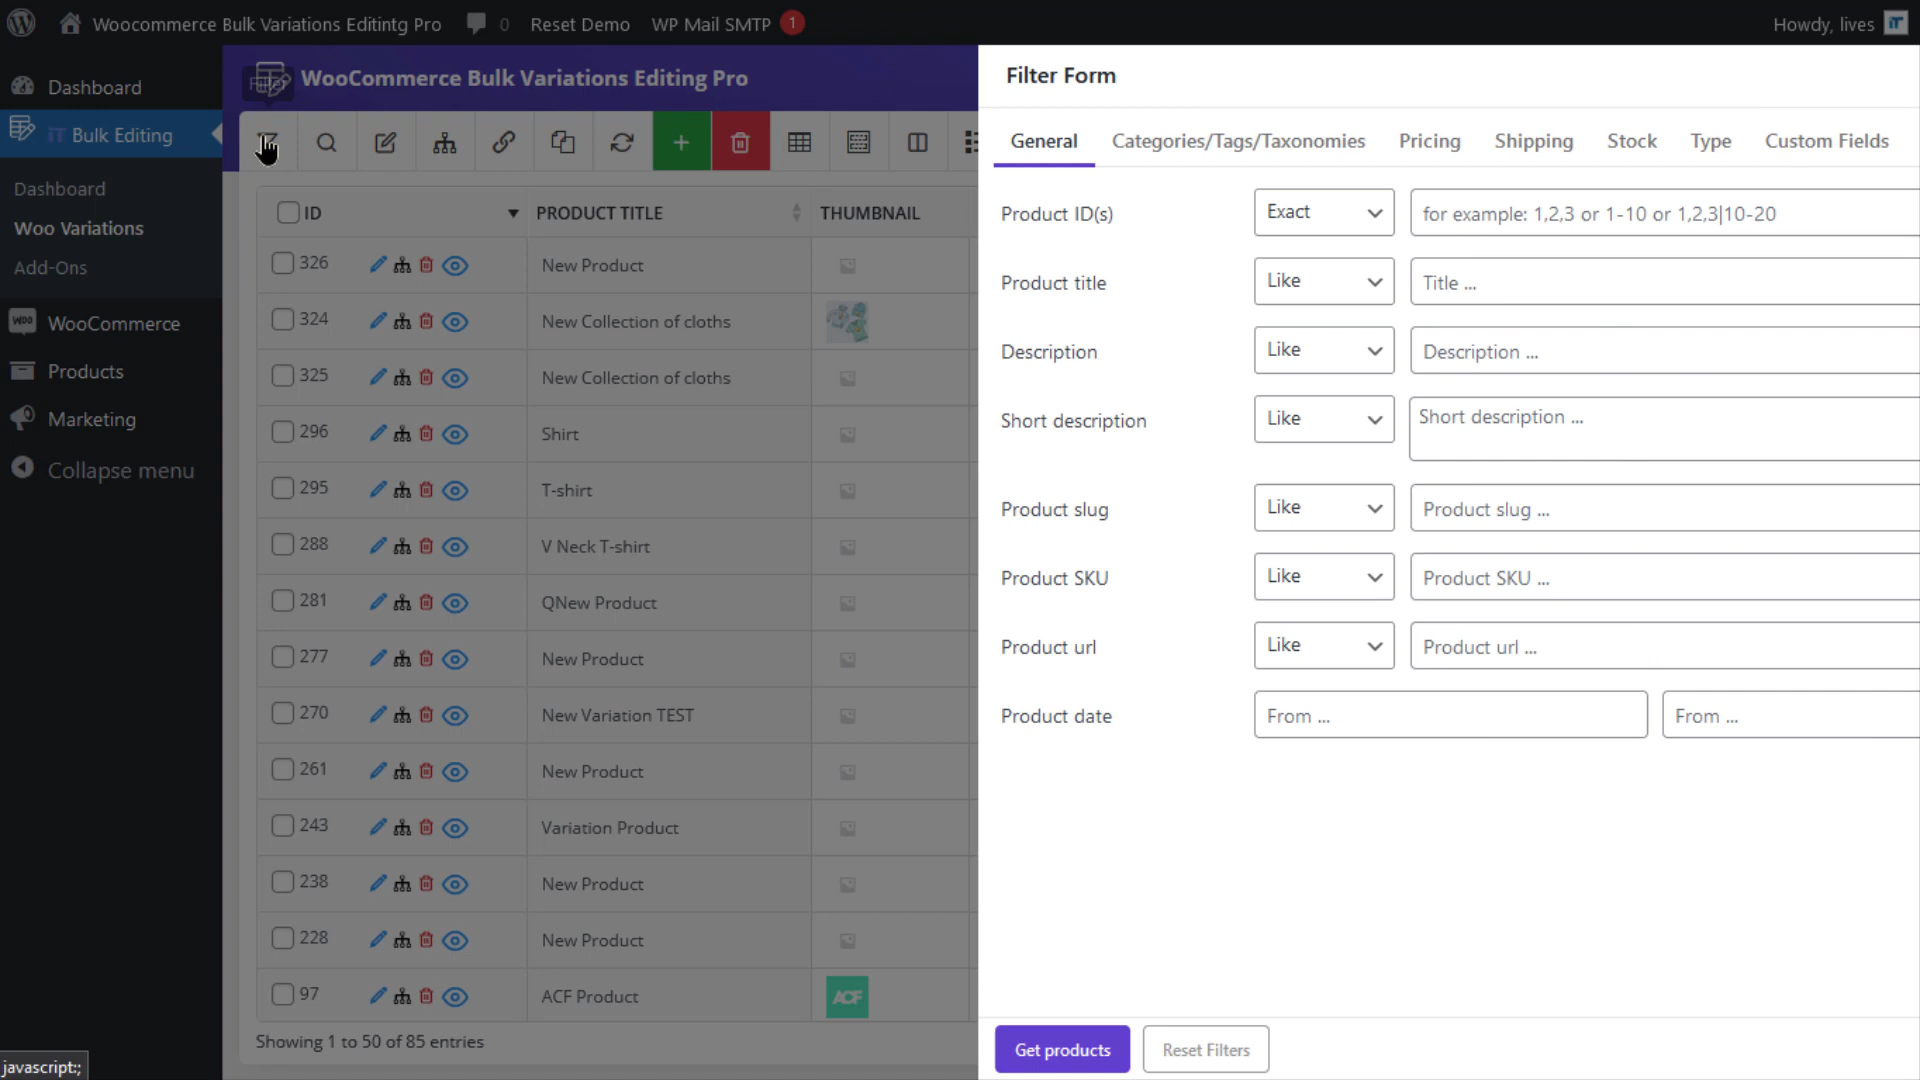 Woocommerce Bulk Variations Editintg Pro 0 Reset Demo WP Mail SMTP 1 Howdy, lives iT
Dashboard
iT Bulk Editing
Dashboard
Woo Variations
Add-Ons
WOO WooCommerce
Products
Marketing
Collapse menu
WooCommerce Bulk Variations Editing Pro
ID PRODUCT TITLE THUMBNAIL
326 New Product
324 New Collection of cloths
325 New Collection of cloths
296 Shirt
295 T-shirt
288 V Neck T-shirt
281 QNew Product
277 New Product
270 New Variation TEST
261 New Product
243 Variation Product
238 New Product
228 New Product
97 ACF Product ACF
Showing 1 to 50 of 85 entries
javascript:;
Filter Form
General Categories/Tags/Taxonomies Pricing Shipping Stock Type Custom Fields
Product ID(s) Exact for example: 1,2,3 or 1-10 or 1,2,3|10-20
Product title Like Title ...
Description Like Description ...
Short description Like Short description ...
Product slug Like Product slug ...
Product SKU Like Product SKU ...
Product url Like Product url ...
Product date From ... From ...
Get products Reset Filters